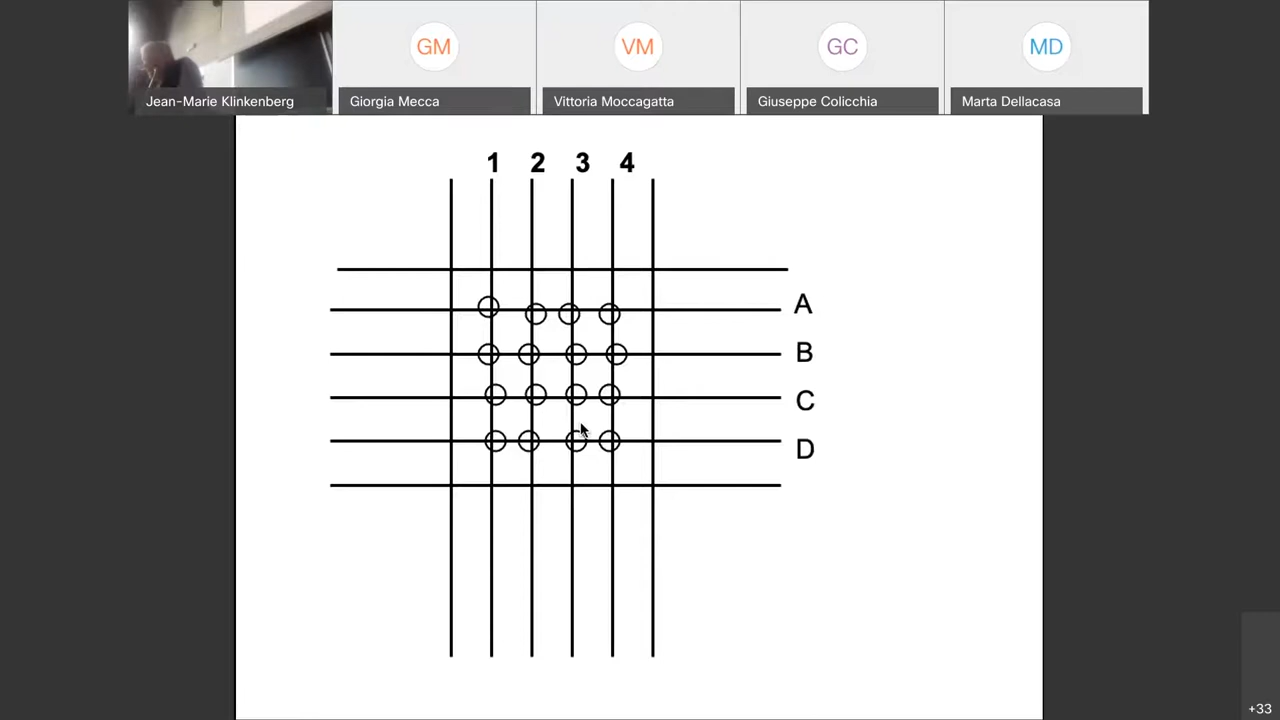 GM
VM
GC
MD
Jean-Marie Klinkenberg
Giorgia Mecca
Vittoria Moccagatta
Giuseppe Colicchia
Marta Dellacasa
1 2 3 4
A
B
C
D
+33